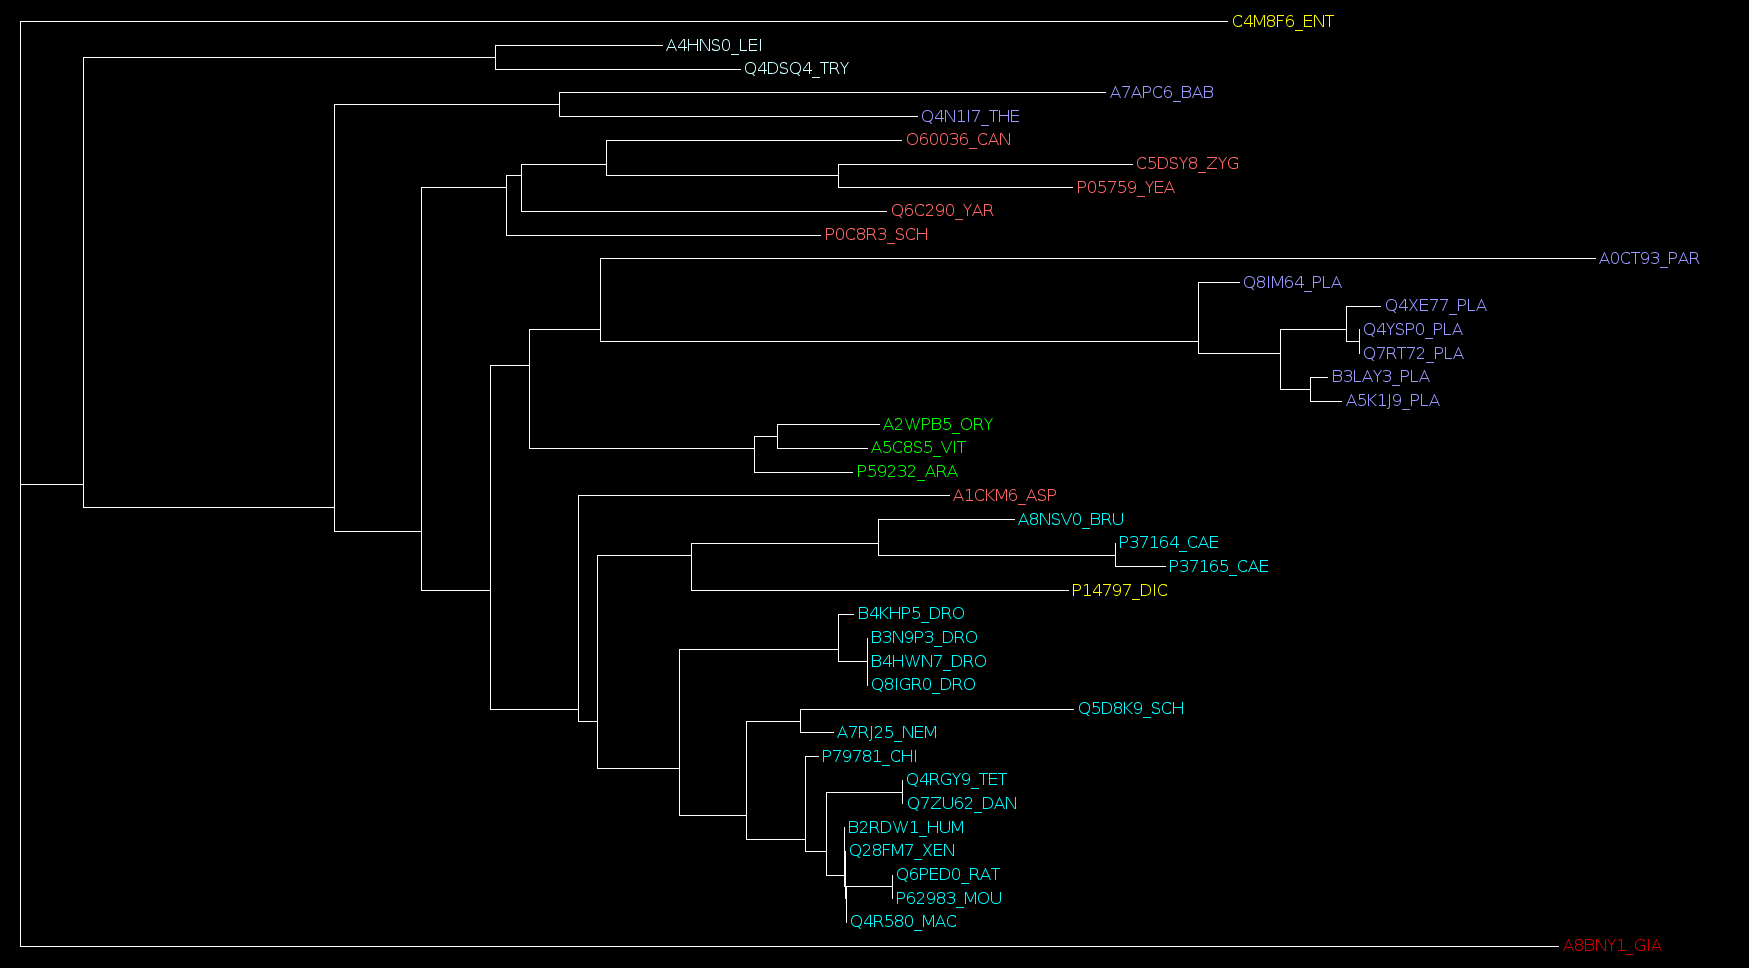 C4M8F6_ENT
A4HNS0_LEI
Q4DSQ4_TRY
A7APC6_BAB
Q4N1I7_THE
O60036_CAN
C5DSY8_ZYG
P05759_YEA
Q6C290_YAR
P0C8R3_SCH
A0CT93_PAR
Q8IM64_PLA
Q4XE77_PLA
Q4YSP0_PLA
Q7RT72_PLA
B3LAY3_PLA
A5K1J9_PLA
A2WPB5_ORY
A5C8S5_VIT
P59232_ARA
A1CKM6_ASP
A8NSV0_BRU
P37164_CAE
P37165_CAE
P14797_DIC
B4KHP5_DRO
B3N9P3_DRO
B4HWN7_DRO
Q8IGR0_DRO
Q5D8K9_SCH
A7RJ25_NEM
P79781_CHI
Q4RGY9_TET
Q7ZU62_DAN
B2RDW1_HUM
Q28FM7_XEN
Q6PED0_RAT
P62983_MOU
Q4R580_MAC
A8BNY1_GIA